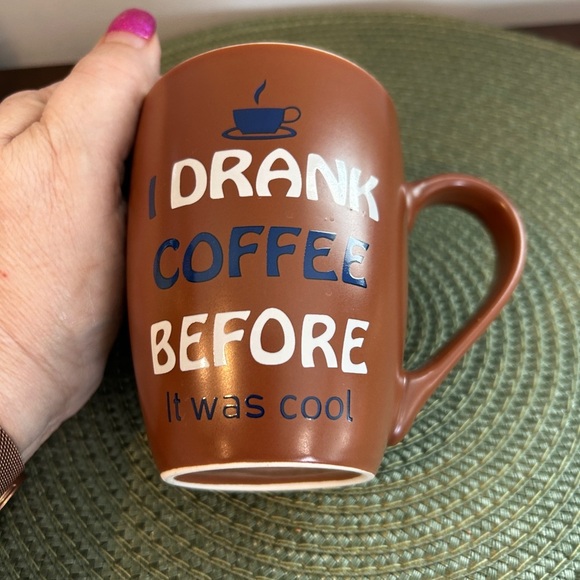 I DRANK
COFFEE
BEFORE
It was cool